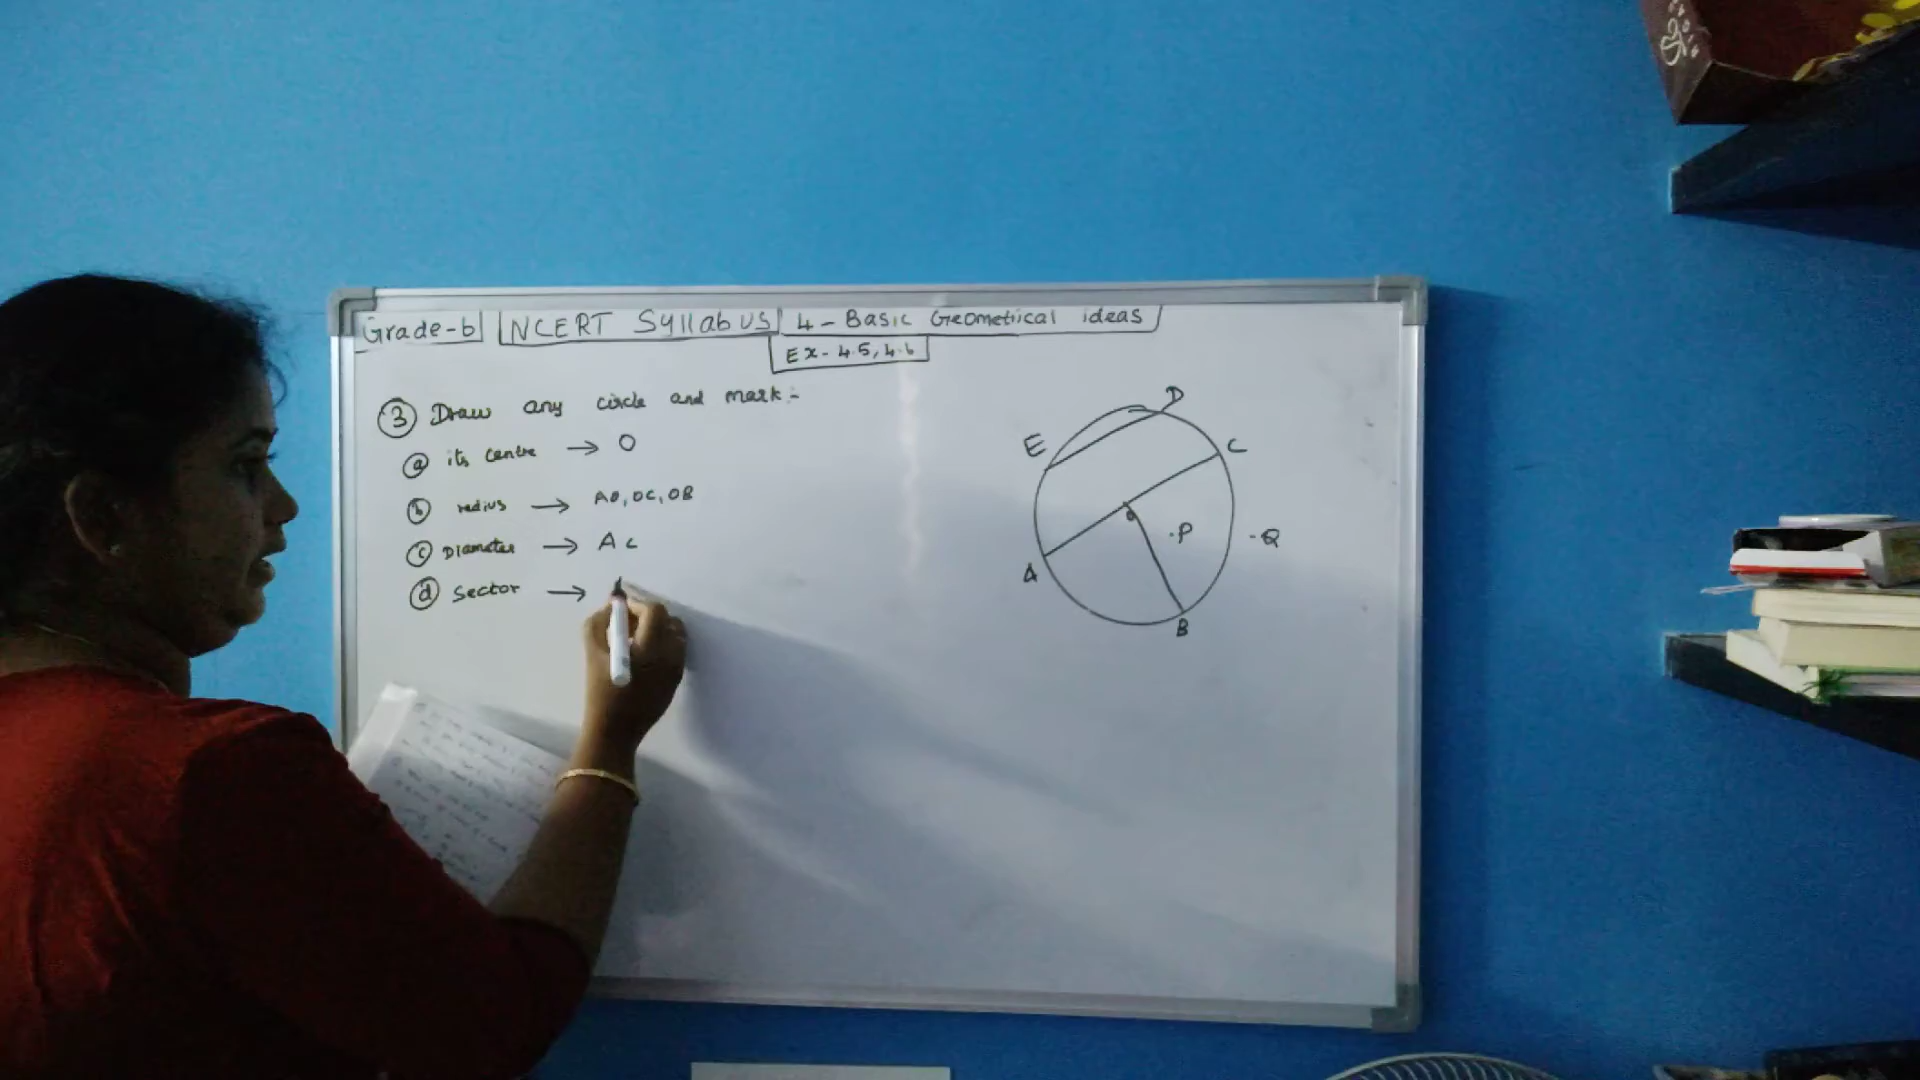 Grade-6 NCERT Syllabus 4 - Basic Geometrical ideas
Ex - 4.5, 4.6
3 Draw any circle and mark :-
a its centre → O
b radius → AO, OC, OB
c Diameter → AC
d Sector →
D
E
C
O
.P
.Q
A
B